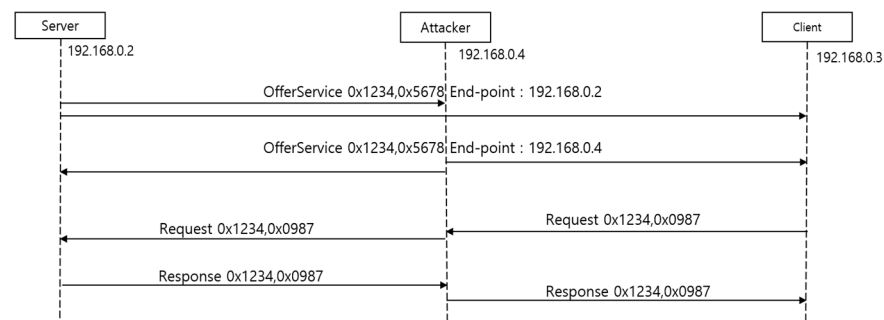 Server
Attacker
Client
192.168.0.2
192.168.0.4
192.168.0.3
OfferService 0x1234,0x5678 End-point : 192.168.0.2
OfferService 0x1234,0x5678 End-point : 192.168.0.4
Request 0x1234,0x0987
Request 0x1234,0x0987
Response 0x1234,0x0987
Response 0x1234,0x0987